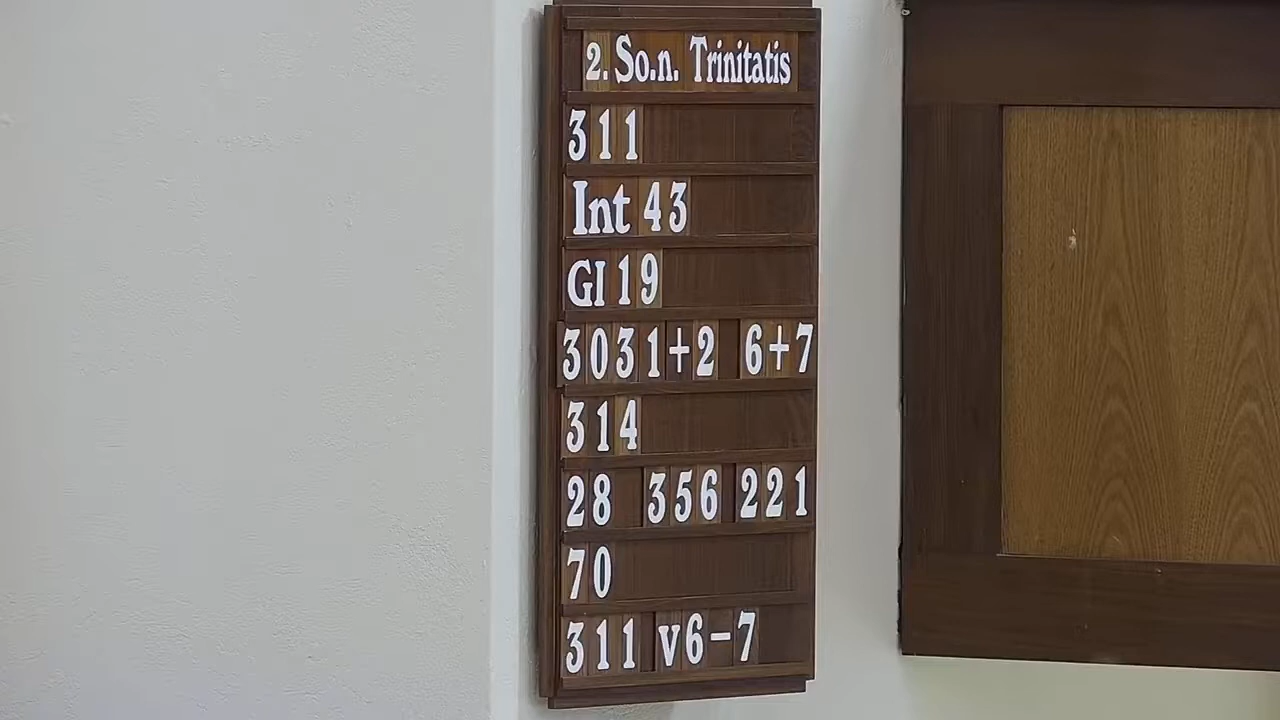 2. So.n. Trinitatis
311
Int 43
GI 19
303 1+2 6+7
314
28 356 221
70
311 v6-7